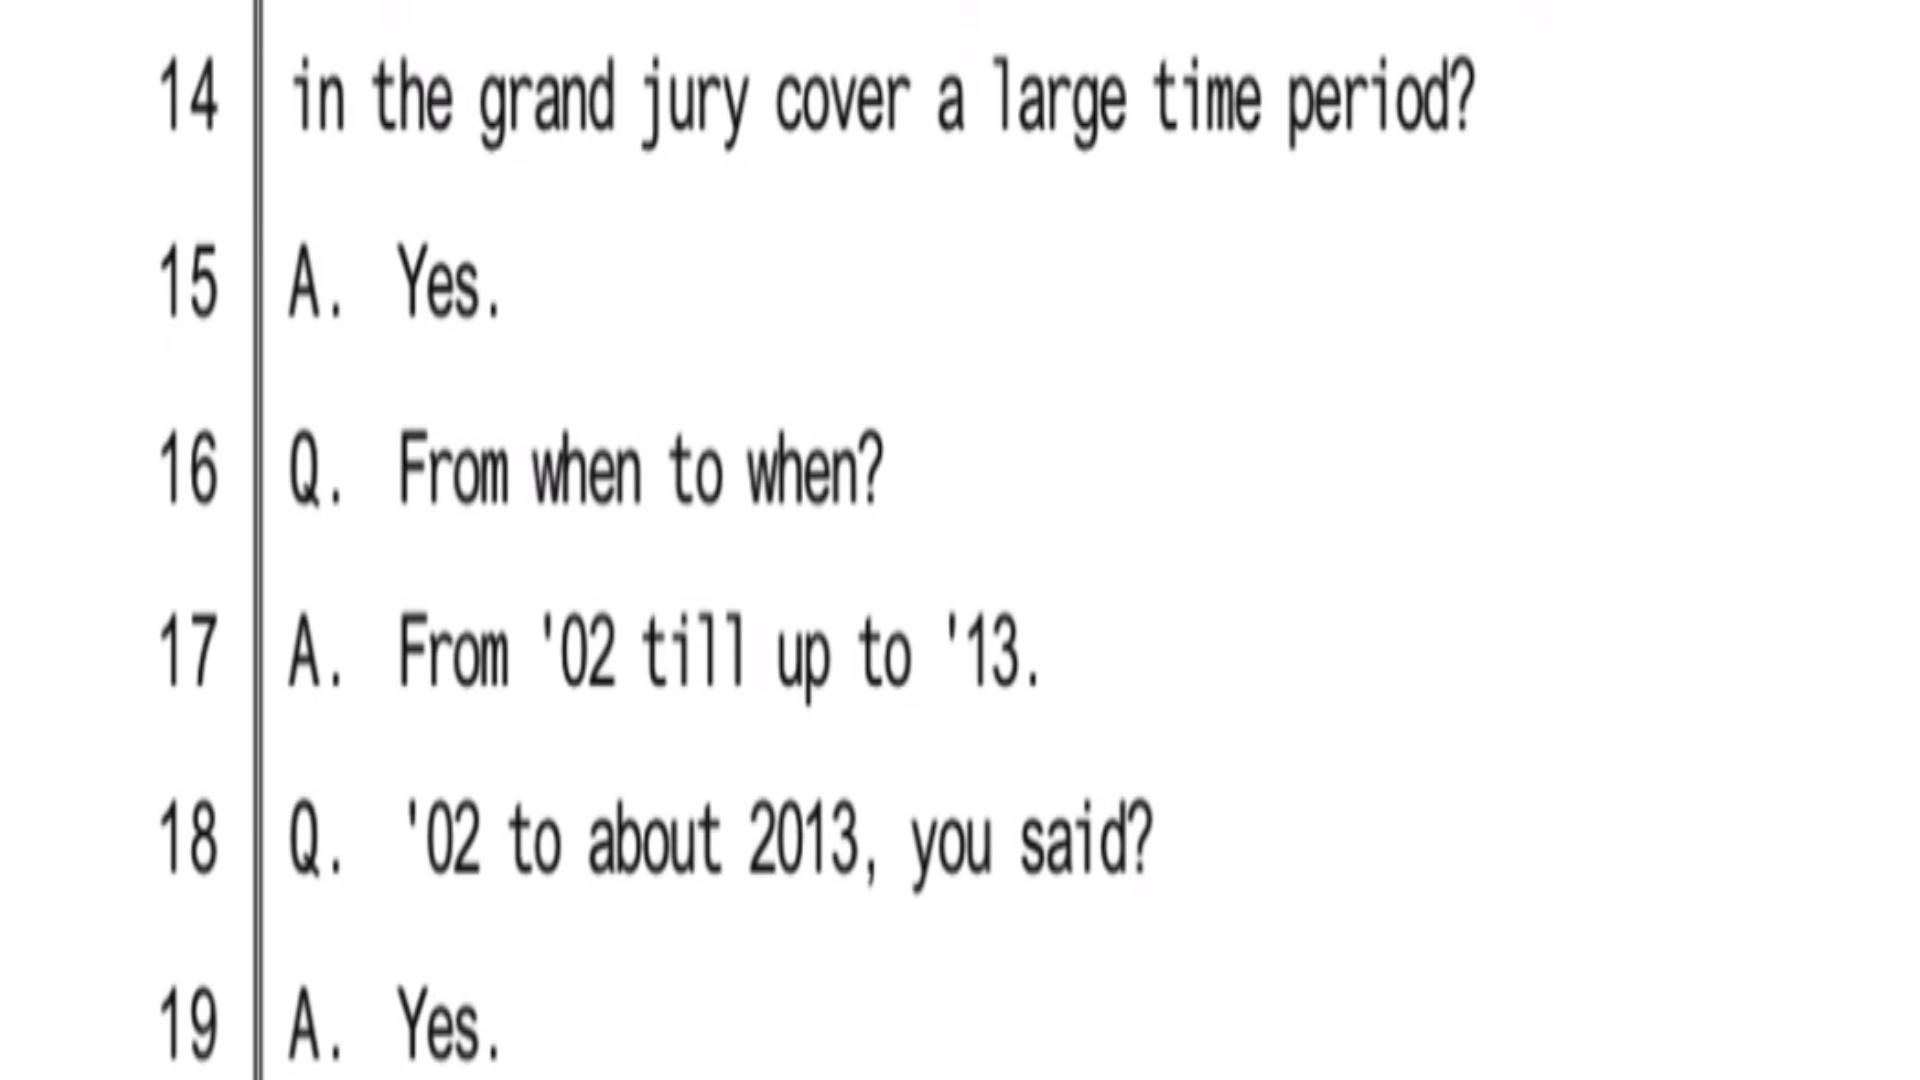 14 in the grand jury cover a large time period?
15 A. Yes.
16 Q. From when to when?
17 A. From '02 till up to '13.
18 Q. '02 to about 2013, you said?
19 A. Yes.